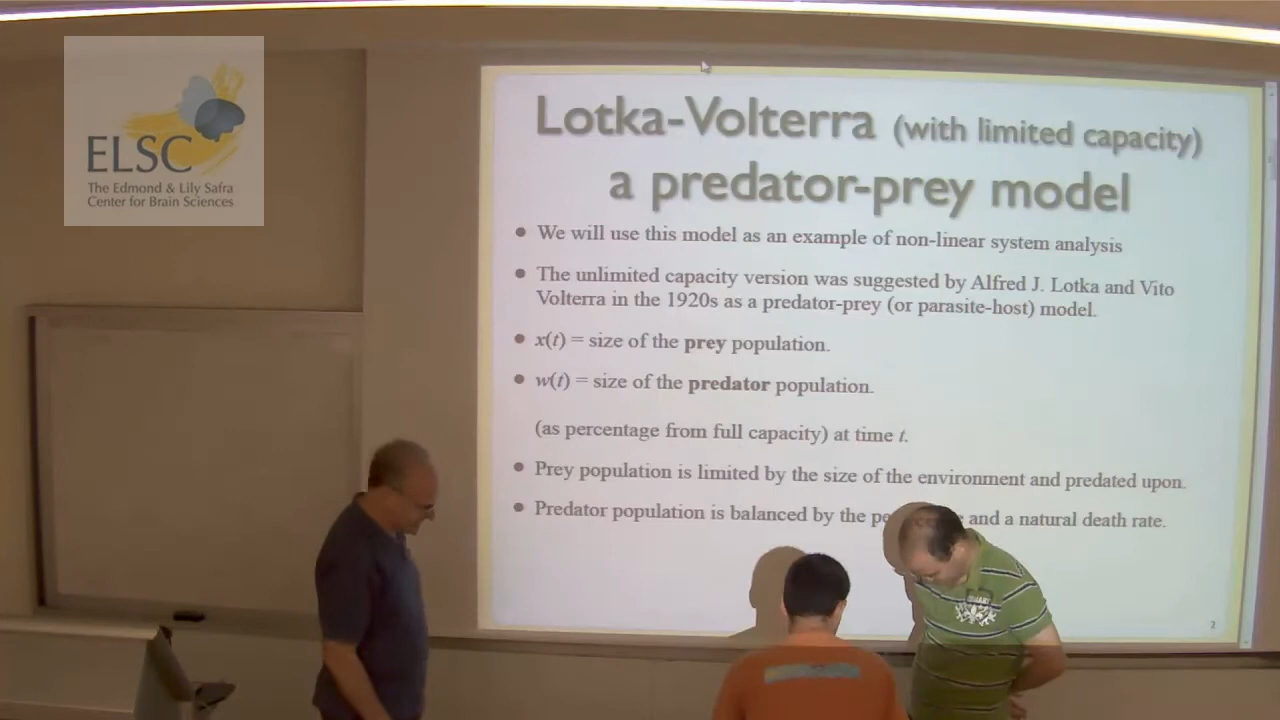 ELSC
The Edmond & Lily Safra
Center for Brain Sciences
Lotka-Volterra (with limited capacity)
a predator-prey model
• We will use this model as an example of non-linear system analysis
• The unlimited capacity version was suggested by Alfred J. Lotka and Vito
Volterra in the 1920s as a predator-prey (or parasite-host) model.
• x(t) = size of the prey population.
• w(t) = size of the predator population.
(as percentage from full capacity) at time t.
• Prey population is limited by the size of the environment and predated upon.
• Predator population is balanced by the and a natural death rate.
2